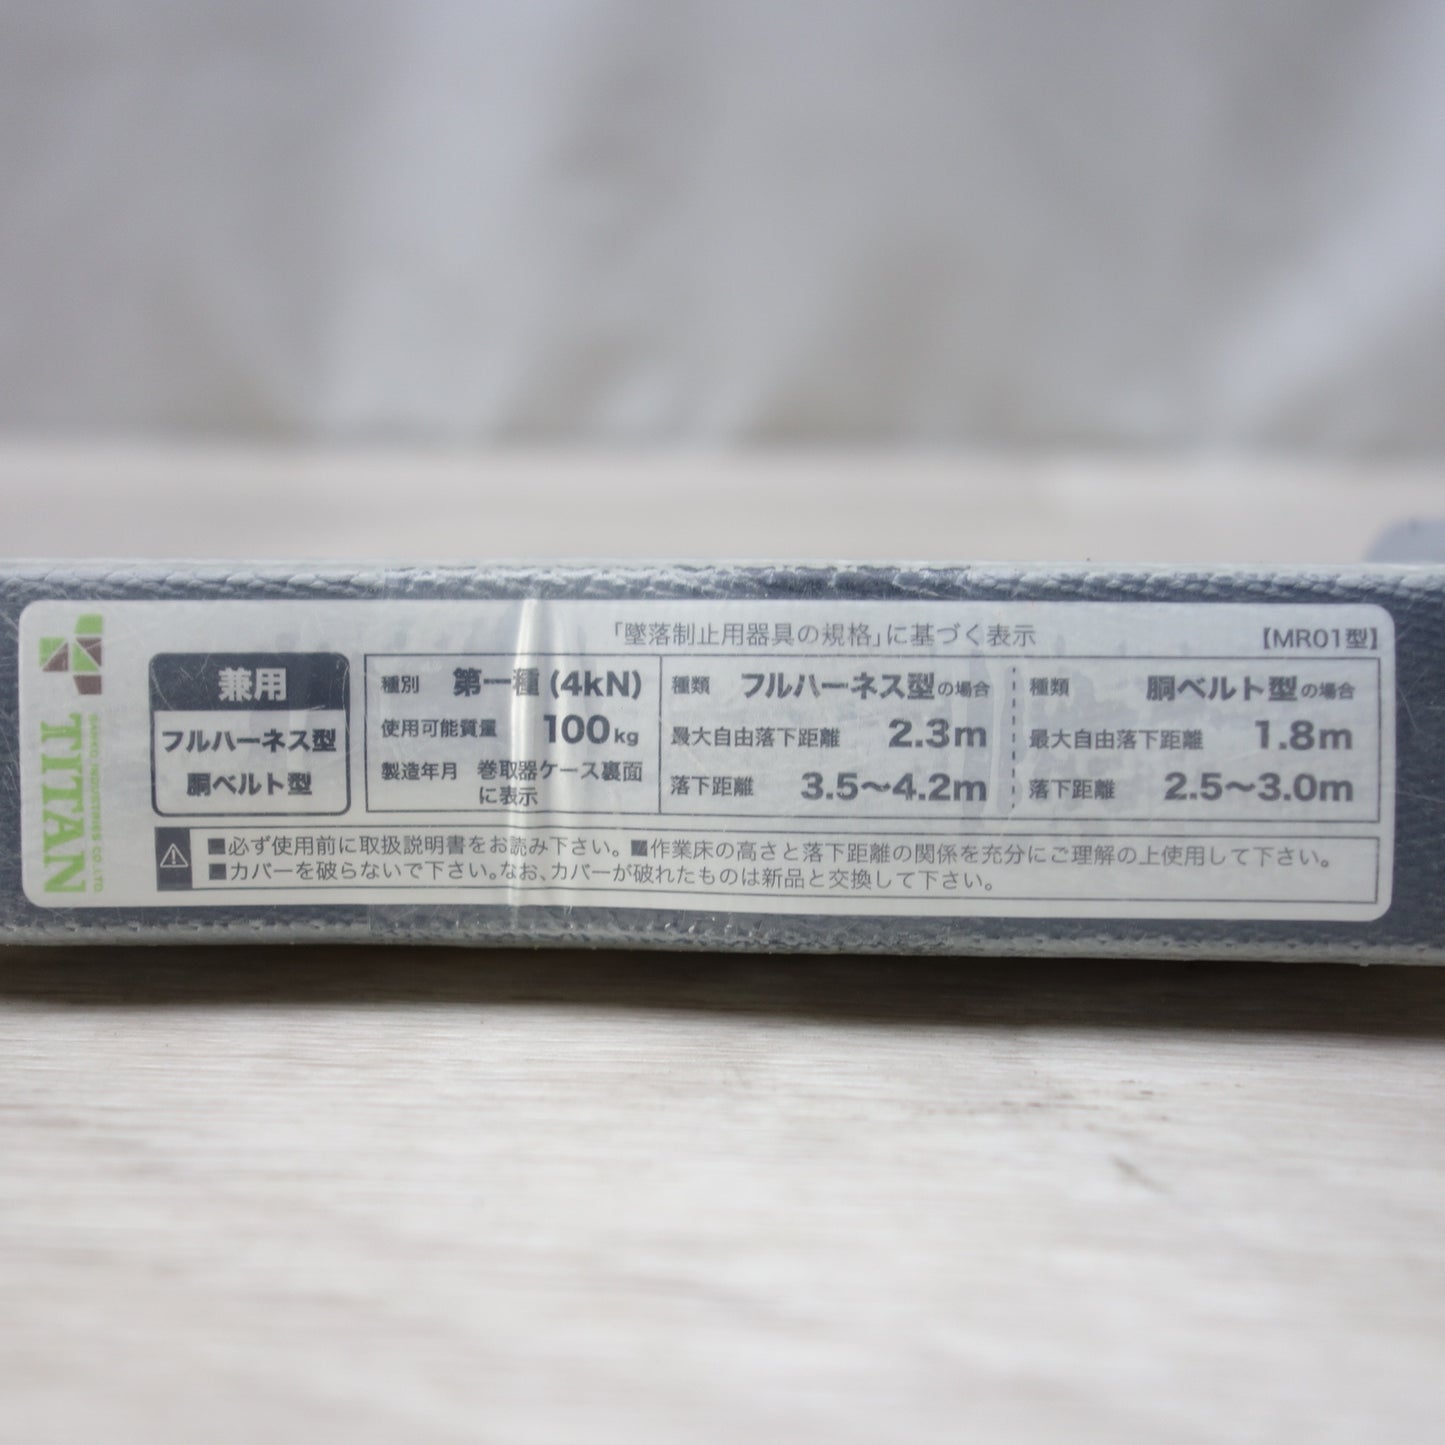 「墜落制止用器具の規格」に基づく表示
【MR01型】
TITAN
SANKO INDUSTRIES CO.,LTD
兼用
フルハーネス型
胴ベルト型
種別 第一種 (4kN)
使用可能質量 100kg
製造年月 巻取器ケース裏面
に表示
種類 フルハーネス型の場合
最大自由落下距離 2.3m
落下距離 3.5〜4.2m
種類 胴ベルト型の場合
最大自由落下距離 1.8m
落下距離 2.5〜3.0m
■必ず使用前に取扱説明書をお読み下さい。■作業床の高さと落下距離の関係を充分にご理解の上使用して下さい。
■カバーを破らないで下さい。なお、カバーが破れたものは新品と交換して下さい。